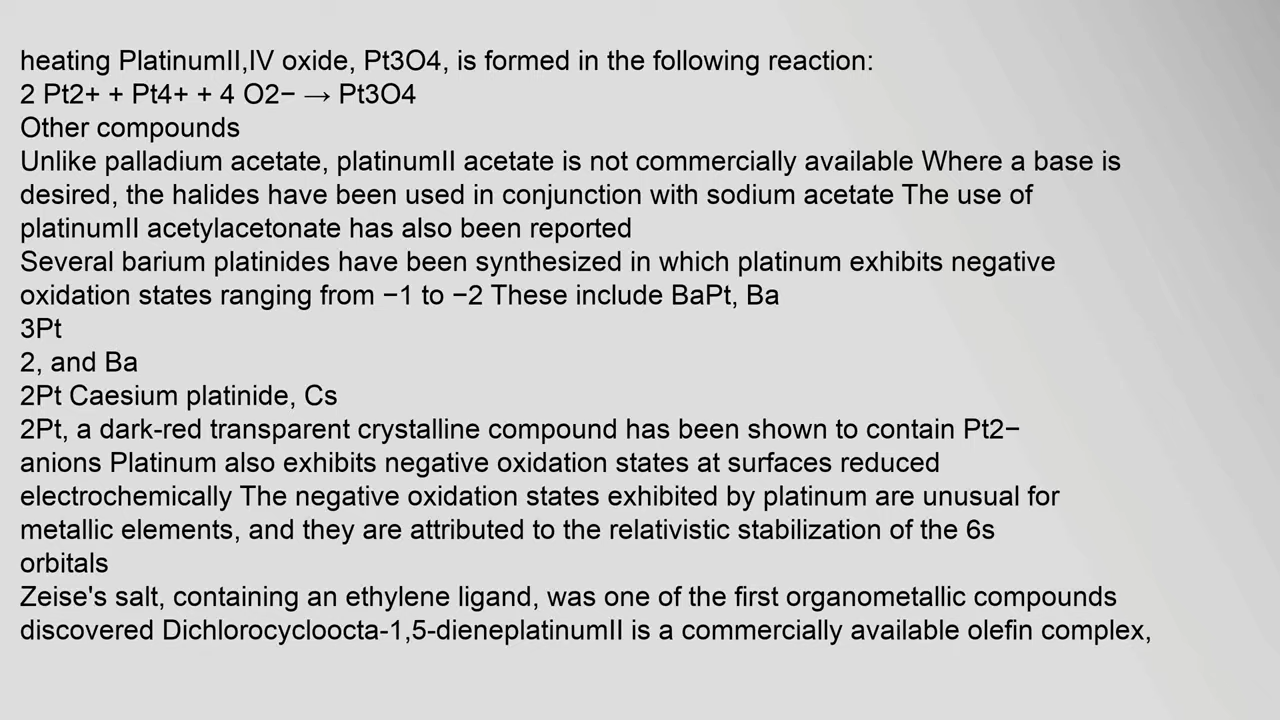 heating PlatinumII,IV oxide, Pt3O4, is formed in the following reaction:
2 Pt2+ + Pt4+ + 4 O2− → Pt3O4
Other compounds
Unlike palladium acetate, platinumII acetate is not commercially available Where a base is
desired, the halides have been used in conjunction with sodium acetate The use of
platinumII acetylacetonate has also been reported
Several barium platinides have been synthesized in which platinum exhibits negative
oxidation states ranging from −1 to −2 These include BaPt, Ba
3Pt
2, and Ba
2Pt Caesium platinide, Cs
2Pt, a dark-red transparent crystalline compound has been shown to contain Pt2−
anions Platinum also exhibits negative oxidation states at surfaces reduced
electrochemically The negative oxidation states exhibited by platinum are unusual for
metallic elements, and they are attributed to the relativistic stabilization of the 6s
orbitals
Zeise's salt, containing an ethylene ligand, was one of the first organometallic compounds
discovered Dichlorocycloocta-1,5-dieneplatinumII is a commercially available olefin complex,